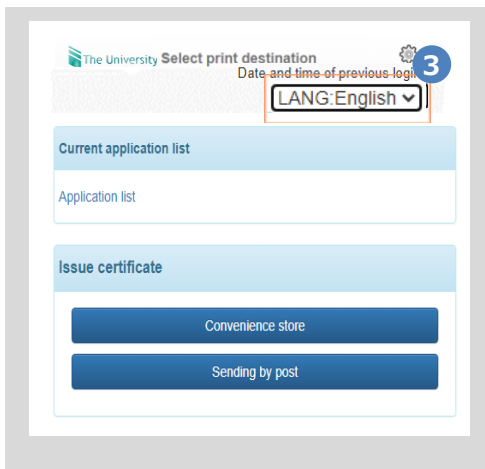 The University Select print destination
Date and time of previous login
3
LANG:English
Current application list
Application list
Issue certificate
Convenience store
Sending by post